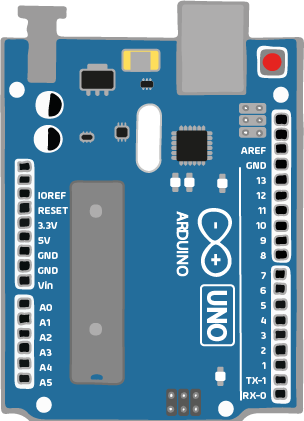 IOREF
RESET
3.3V
5V
GND
GND
Vin
A0
A1
A2
A3
A4
A5
ARDUINO
UNO
AREF
GND
13
12
11
10
9
8
7
6
5
4
3
2
1
TX-1
RX-0